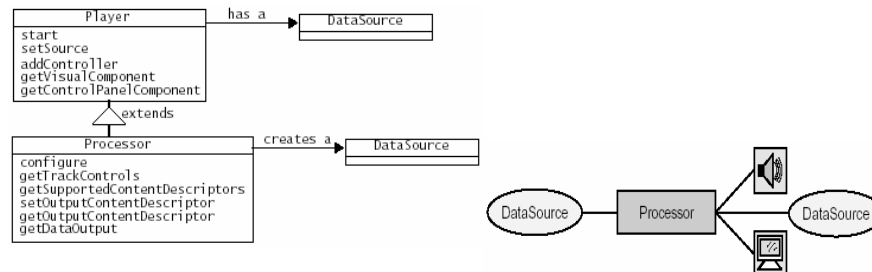 Player
has a
DataSource
start
setSource
addController
getVisualComponent
getControlPanelComponent
extends
Processor
creates a
DataSource
configure
getTrackControls
getSupportedContentDescriptors
setOutputContentDescriptor
getOutputContentDescriptor
getDataOutput
DataSource
Processor
DataSource